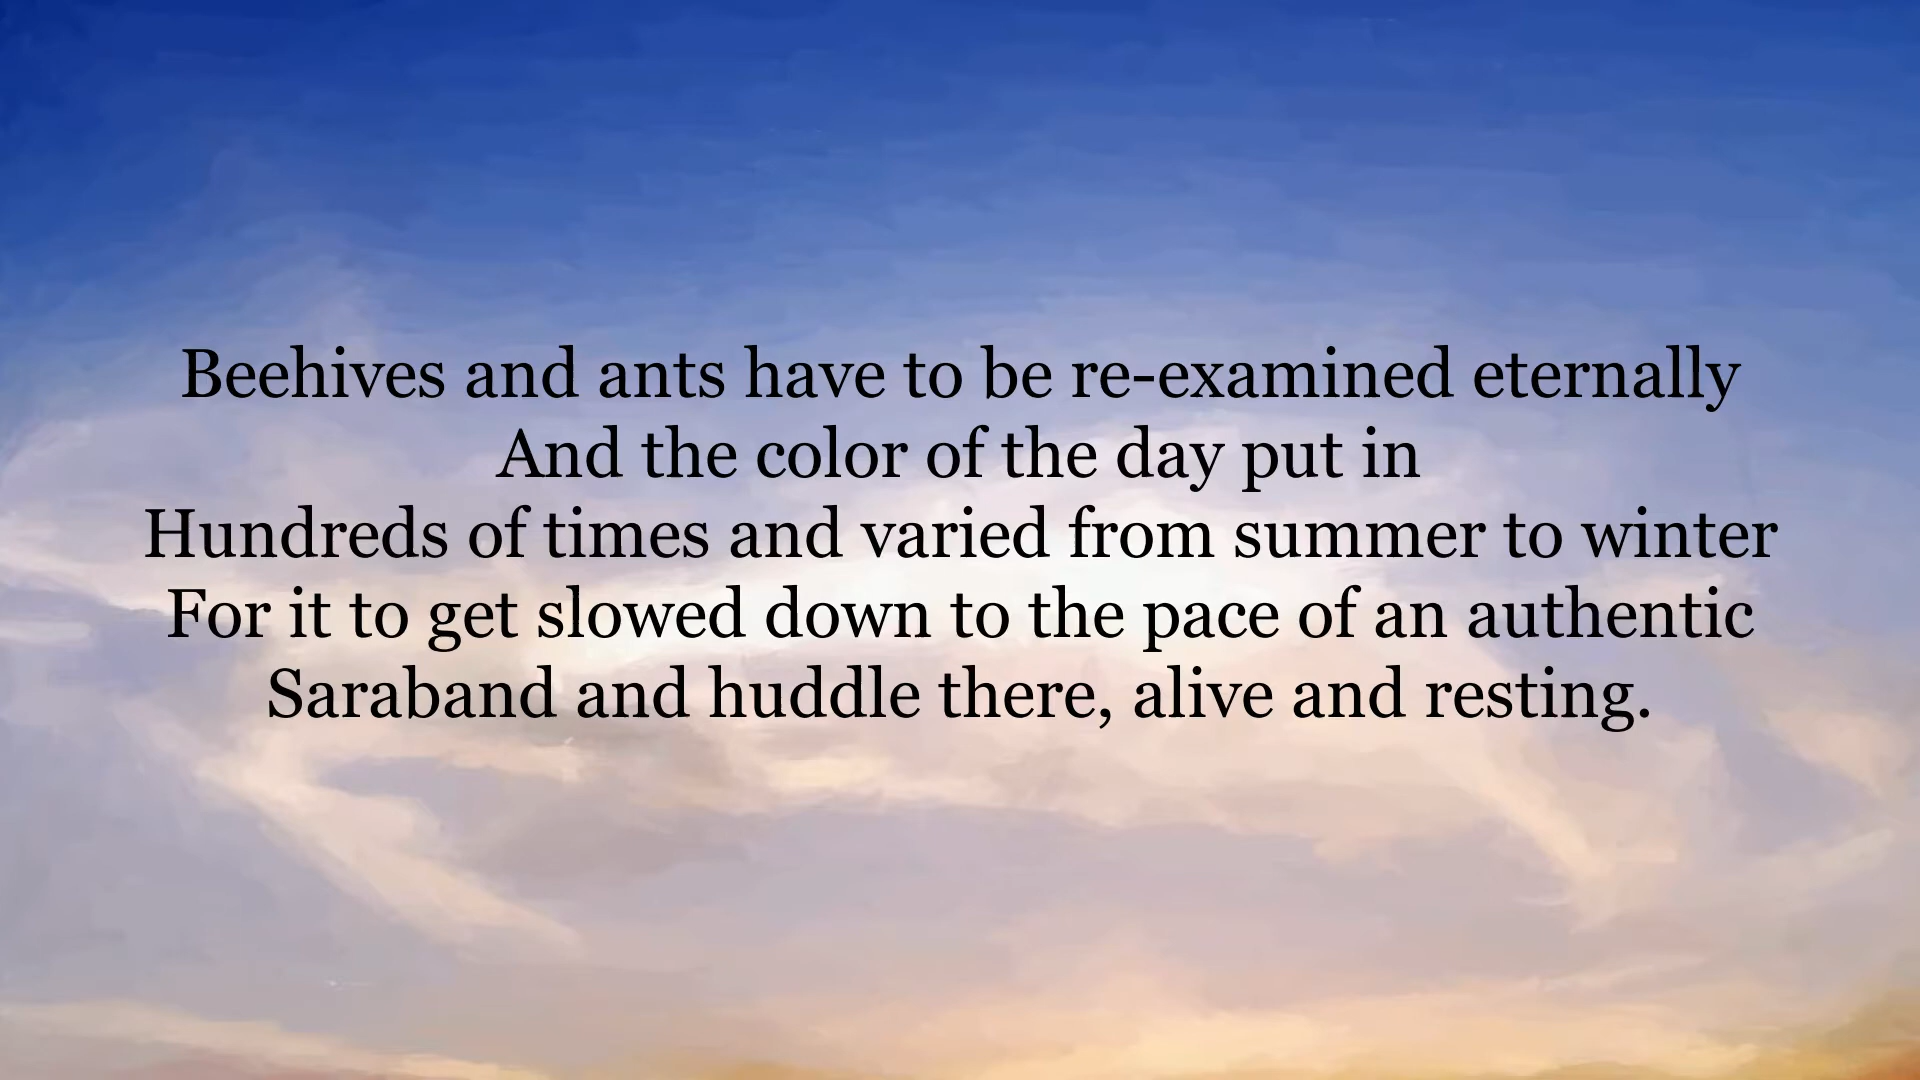 Beehives and ants have to be re-examined eternally
And the color of the day put in
Hundreds of times and varied from summer to winter
For it to get slowed down to the pace of an authentic
Saraband and huddle there, alive and resting.